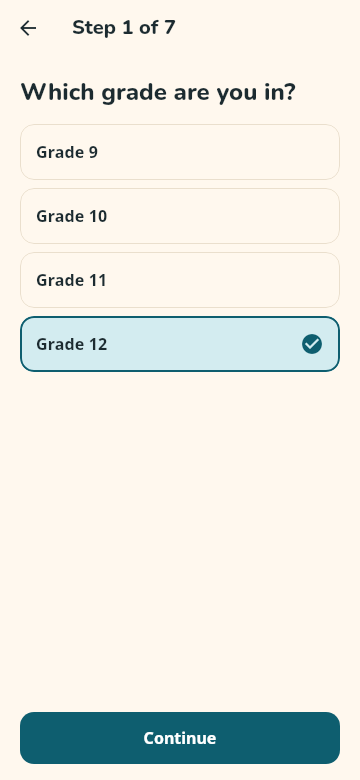 Step 1 of 7
Which grade are you in?
Grade 9
Grade 10
Grade 11
Grade 12
Continue